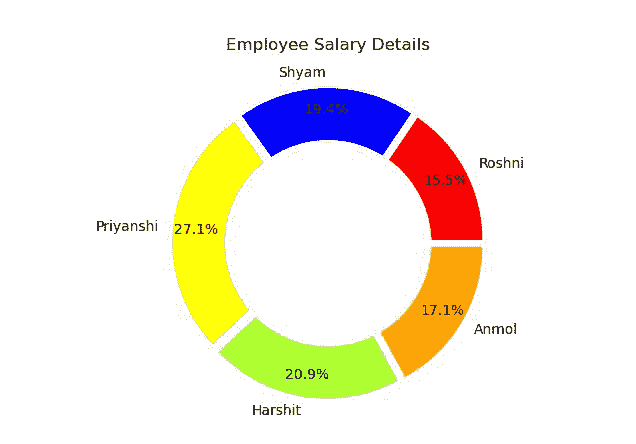 Employee Salary Details
Shyam
19.4%
Roshni
15.5%
Priyanshi
27.1%
17.1%
Anmol
20.9%
Harshit